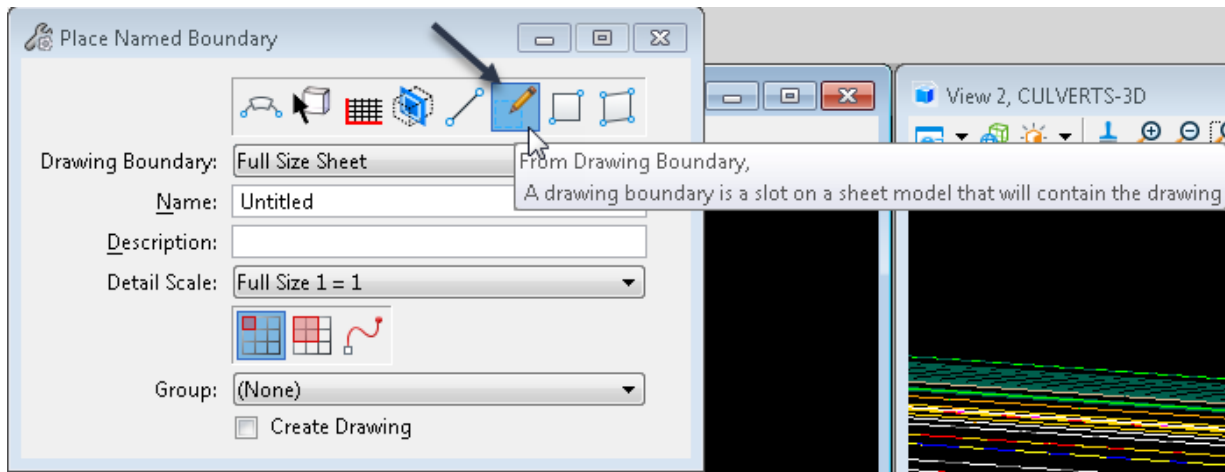 Place Named Boundary
View 2, CULVERTS-3D
Drawing Boundary: Full Size Sheet
From Drawing Boundary,
A drawing boundary is a slot on a sheet model that will contain the drawing
Name: Untitled
Description:
Detail Scale: Full Size 1 = 1
Group: (None)
Create Drawing